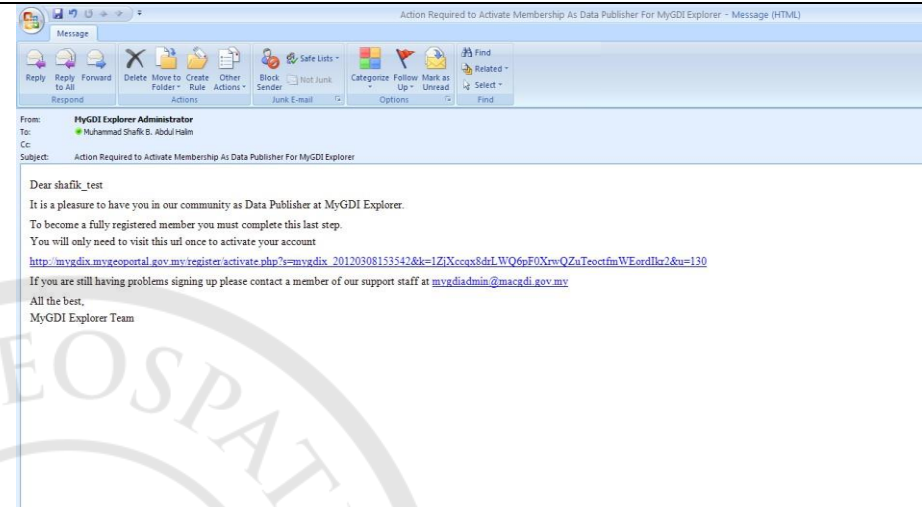 Action Required to Activate Membership As Data Publisher For MyGDI Explorer - Message (HTML)
Message
Reply Reply to All Forward Delete Move to Folder Create Rule Other Actions Block Sender Safe Lists Not Junk Categorize Follow Up Mark as Unread Find Related Select
Respond Actions Junk E-mail Options Find
From: MyGDI Explorer Administrator
To: Muhammad Shafik B. Abdul Halim
Cc:
Subject: Action Required to Activate Membership As Data Publisher For MyGDI Explorer
Dear shafik_test
It is a pleasure to have you in our community as Data Publisher at MyGDI Explorer.
To become a fully registered member you must complete this last step.
You will only need to visit this url once to activate your account
http://mygdix.mygeoportal.gov.my/register/activate.php?s=mygdix_20120308153542&k=1ZjXccqx8drLWQ6pF0XrwQZuTeoctfmWEordIkr2&u=130
If you are still having problems signing up please contact a member of our support staff at mygdiadmin@macgdi.gov.my
All the best,
MyGDI Explorer Team
EOSPAT